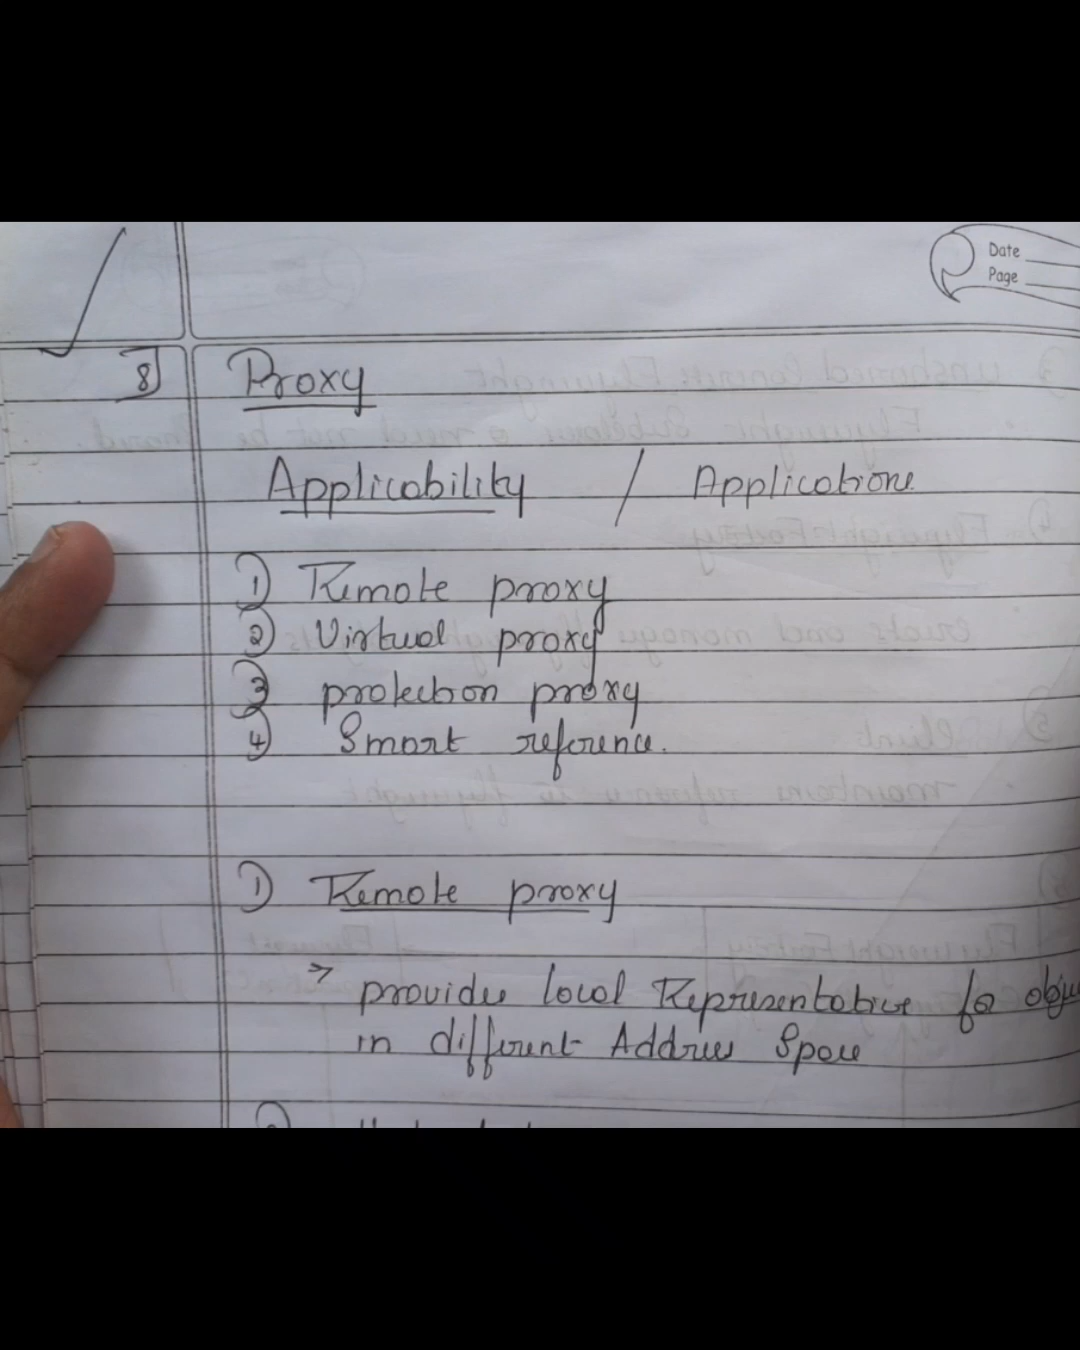 Date
Page
8] Proxy
Applicability / Applications
1) Remote proxy
2) Virtual proxy
3) protection proxy
4) Smart reference.
1) Remote proxy
→ provides local Representative for obje
in different Address Space
2)